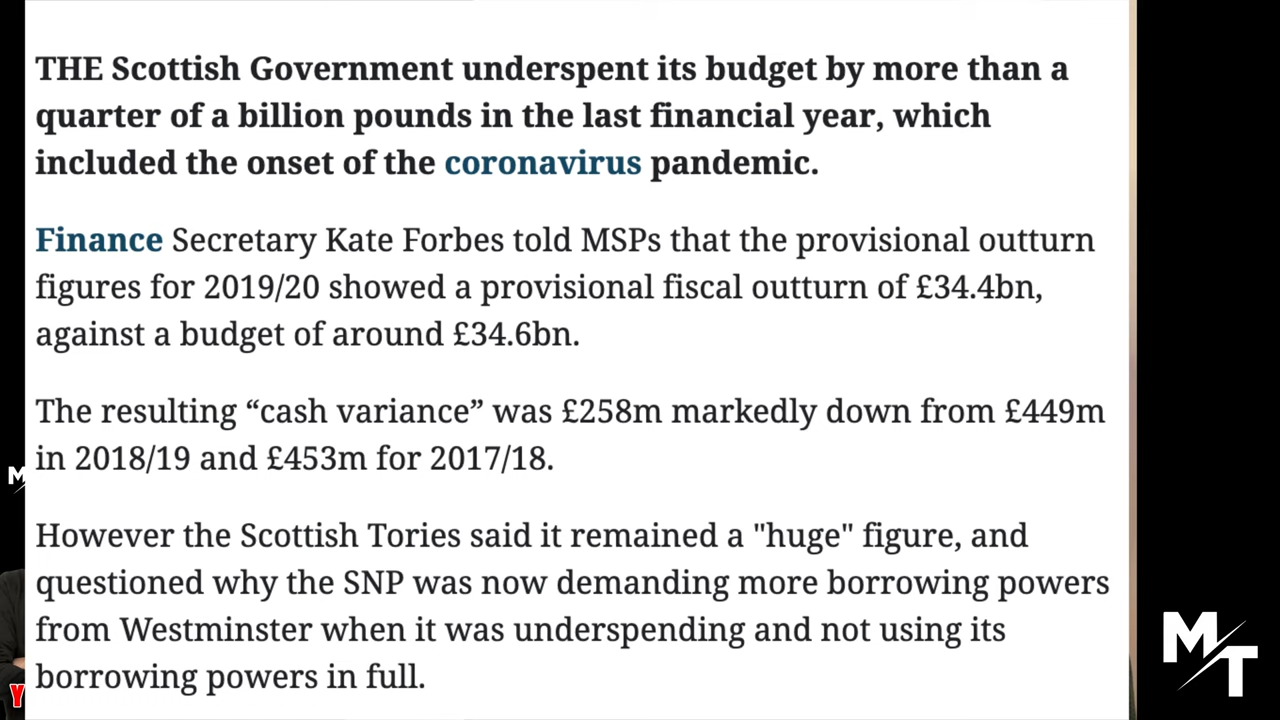 THE Scottish Government underspent its budget by more than a
quarter of a billion pounds in the last financial year, which
included the onset of the coronavirus pandemic.
Finance Secretary Kate Forbes told MSPs that the provisional outturn
figures for 2019/20 showed a provisional fiscal outturn of £34.4bn,
against a budget of around £34.6bn.
The resulting “cash variance” was £258m markedly down from £449m
in 2018/19 and £453m for 2017/18.
However the Scottish Tories said it remained a "huge" figure, and
questioned why the SNP was now demanding more borrowing powers
from Westminster when it was underspending and not using its
borrowing powers in full.
M
Y
M/T